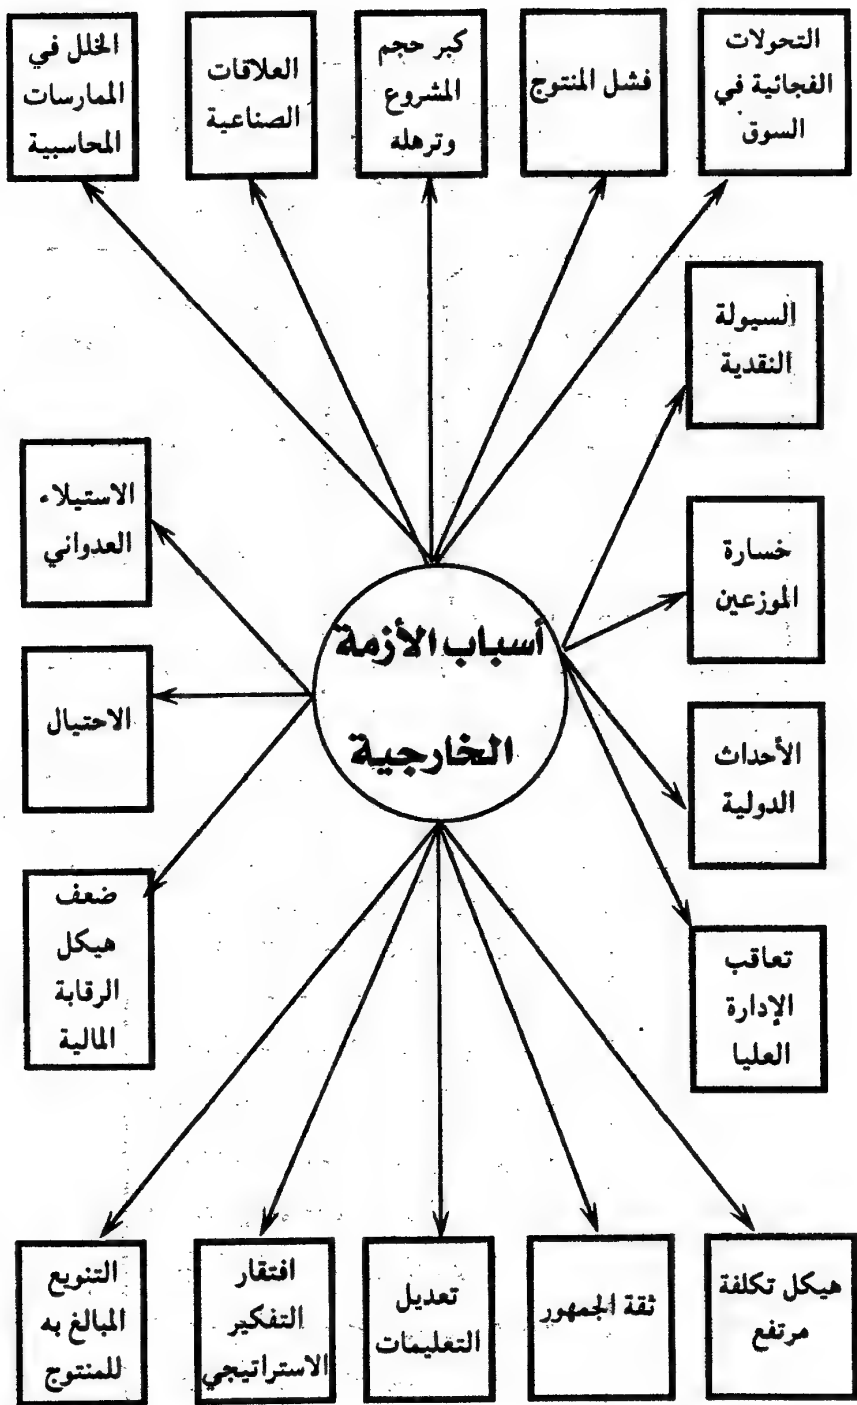 التحولات
الفجائية في
السوق
فشل المنتوج
كبر حجم
المشروع
وترهله
العلاقات
الصناعية
الخلل في
الممارسات
المحاسبية
السيولة
النقدية
خسارة
الموزعين
الأحداث
الدولية
تعاقب
الإدارة
العليا
أسباب الأزمة
الخارجية
الاستيلاء
العدواني
الاحتيال
ضعف
هيكل
الرقابة
المالية
هيكل تكلفة
مرتفع
ثقة الجمهور
تعديل
التعليمات
افتقار
التفكير
الاستراتيجي
التنويع
المبالغ به
للمنتوج